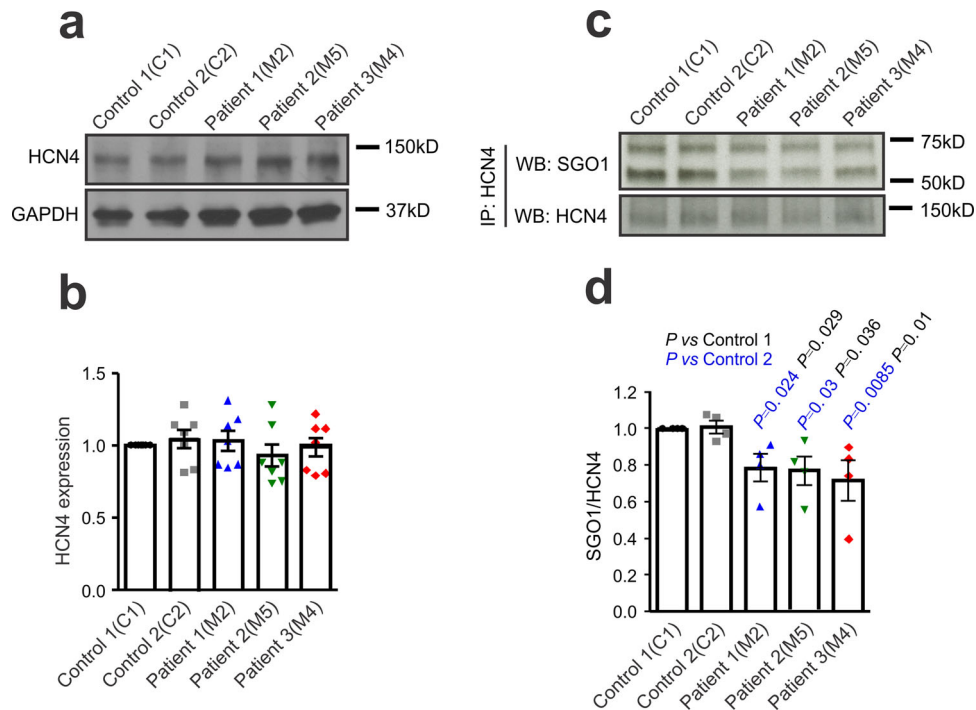 a
Control 1(C1)
Control 2(C2)
Patient 1(M2)
Patient 2(M5)
Patient 3(M4)
HCN4
150kD
GAPDH
37kD
b
HCN4 expression
1.5
1.0
0.5
0.0
Control 1(C1)
Control 2(C2)
Patient 1(M2)
Patient 2(M5)
Patient 3(M4)
c
Control 1(C1)
Control 2(C2)
Patient 1(M2)
Patient 2(M5)
Patient 3(M4)
IP: HCN4
WB: SGO1
75kD
50kD
WB: HCN4
150kD
d
P vs Control 1
P vs Control 2
P=0. 024 P=0. 029
P=0. 03 P=0. 036
P=0. 0085 P=0. 01
SGO1/HCN4
1.2
1.0
0.8
0.6
0.4
0.2
0.0
Control 1(C1)
Control 2(C2)
Patient 1(M2)
Patient 2(M5)
Patient 3(M4)